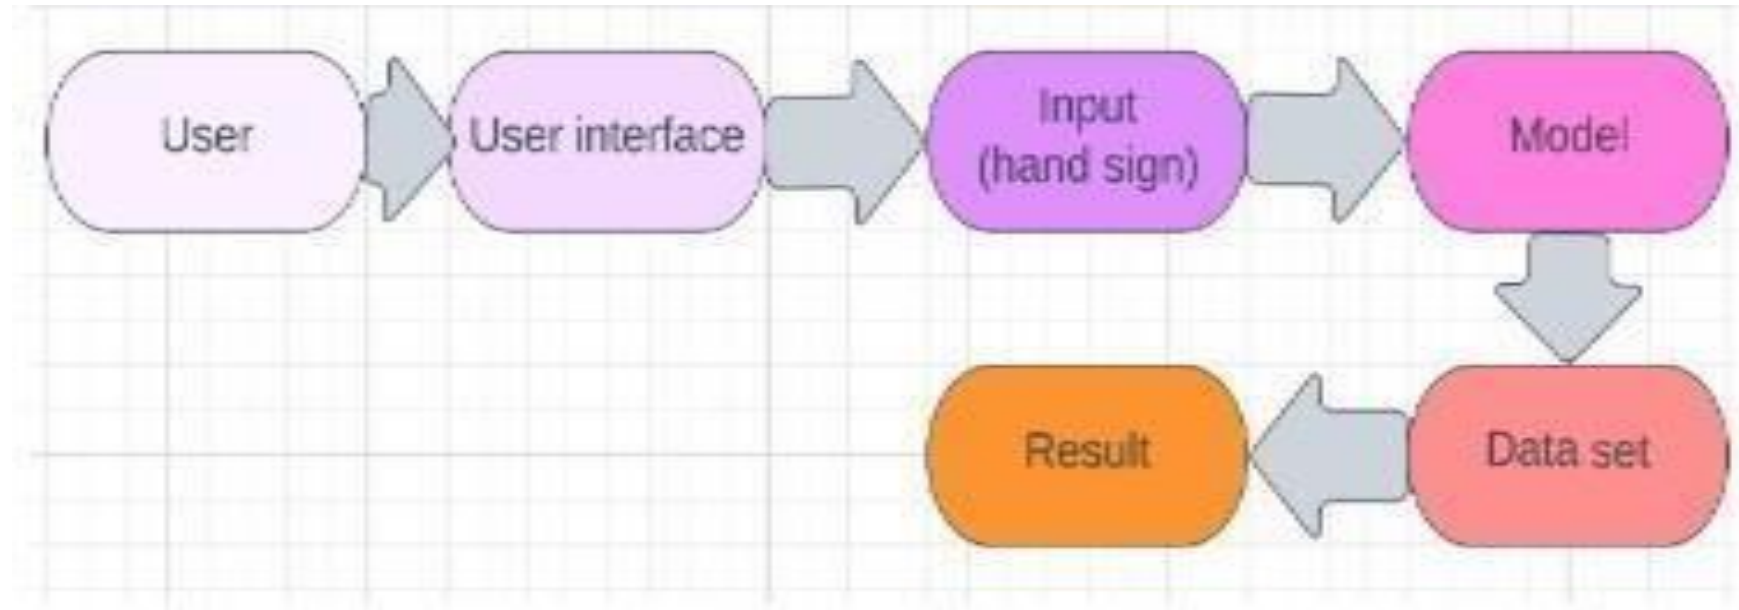 User
User interface
Input
(hand sign)
Model
Data set
Result